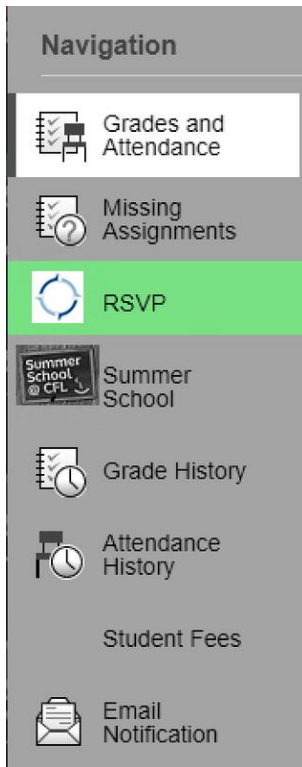 Navigation
Grades and
Attendance
Missing
Assignments
RSVP
Summer
School
@ CFL
Summer
School
Grade History
Attendance
History
Student Fees
Email
Notification